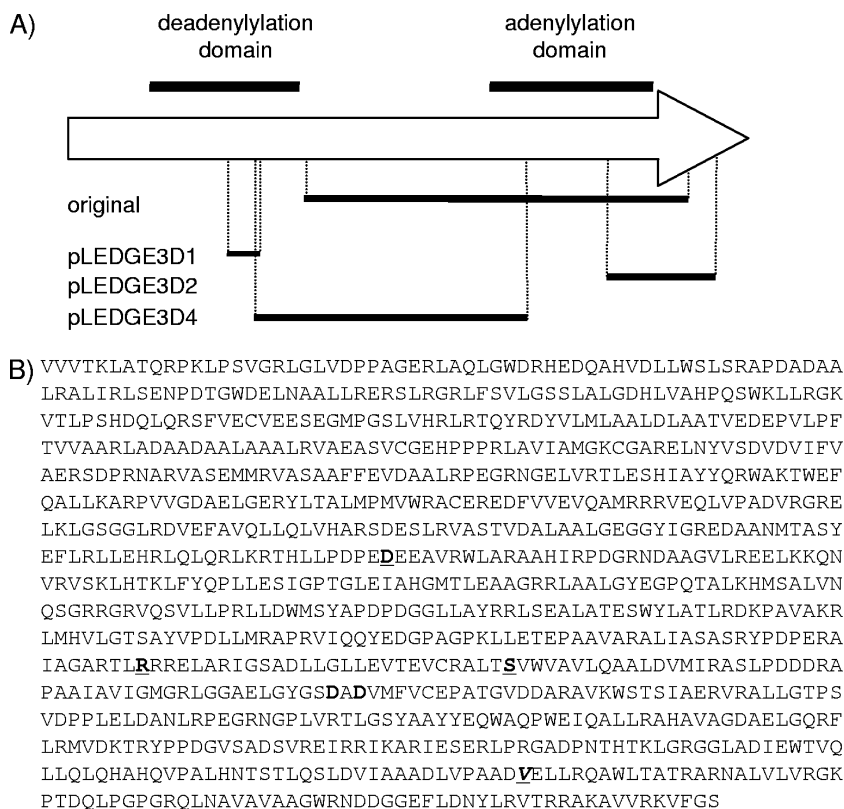 A)
deadenylylation
domain
adenylylation
domain
original
pLEDGE3D1
pLEDGE3D2
pLEDGE3D4
B)
VVVTKLATQRPKLPSVGRLGLVDPPAGERLAQLGWDRHEDQAHVDLLWSLSRAPDADAA
LRALIRLSENPDTGWDELNAALLRERSLRGRLFSVLGSSLALGDHLVAHPQSWKLLRGK
VTLPSHDQLQRSFVECVEESEGMPGSLVHRLRTQYRDYVLMLAALDLAATVEDEPVLPF
TVVAARLADAADAALAAALRVAEASVCGEHPPPRLAVIAMGKCGARELNYVSDVDVIFV
AERSDPRNARVASEMMRVASAAFFEVDAALRPEGRNGELVRTLESHIAYYQRWAKTWEF
QALLKARPVVGDAELGERYLTALMPMVWRACEREDFVVEVQAMRRRVEQLVPADVRGRE
LKLGSGGLRDVEFAVQLLQLVHARSDESLRVASTVDALAALGEGGYIGREDAANMTASY
EFLRLLEHRLQLQRLKRTHLLPDPEDEEAVRWLARAAHIRPDGRNDAAGVLREELKKQN
VRVSKLHTKLFYQPLLESIGPTGLEIAHGMTLEAAGRRLAALGYEGPQTALKHMSALVN
QSGRRGRVQSVLLPRLLDWMSYAPDPDGGLLAYRRLSEALATESWYLATLRDKPAVAKR
LMHVLGTSAYVPDLLMRAPRVIQQYEDGPAGPKLLETEPAAVARALIASASRYPDPERA
IAGARTLRRRELARIGSADLLGLLEVTEVCRALTSVWVAVLQAALDVMIRASLPDDDRA
PAAIAVIGMGRLGGAELGYGSDADVMFVCEPATGVDDARAVKWSTSIAERVRALLGTPS
VDPPLELDANLRPEGRNGPLVRTLGSYAAYYEQWAQPWEIQALLRAHAVAGDAELGQRF
LRMVDKTRYPPDGVSADSVREIRRIKARIESERLPRGADPNTHTKLGRGGLADIEWTVQ
LLQLQHAHQVPALHNTSTLQSLDVIAAADLVPAADVELLRQAWLTATRARNALVLVRGK
PTDQLPGPGRQLNAVAVAAGWRNDDGGEFLDNYLRVTRRAKAVVRKVFGS